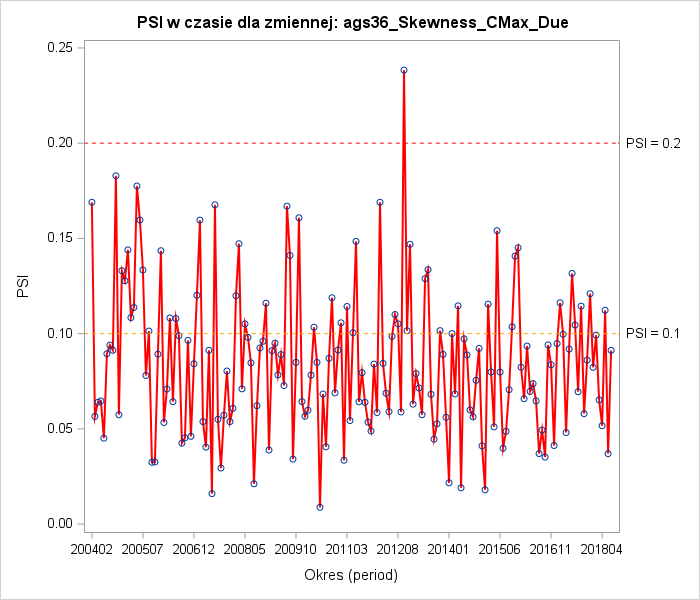 PSI w czasie dla zmiennej: ags36_Skewness_CMax_Due
0.25
0.20
PSI = 0.2
0.15
PSI
0.10
PSI = 0.1
0.05
0.00
200402 200507 200612 200805 200910 201103 201208 201401 201506 201611 201804
Okres (period)